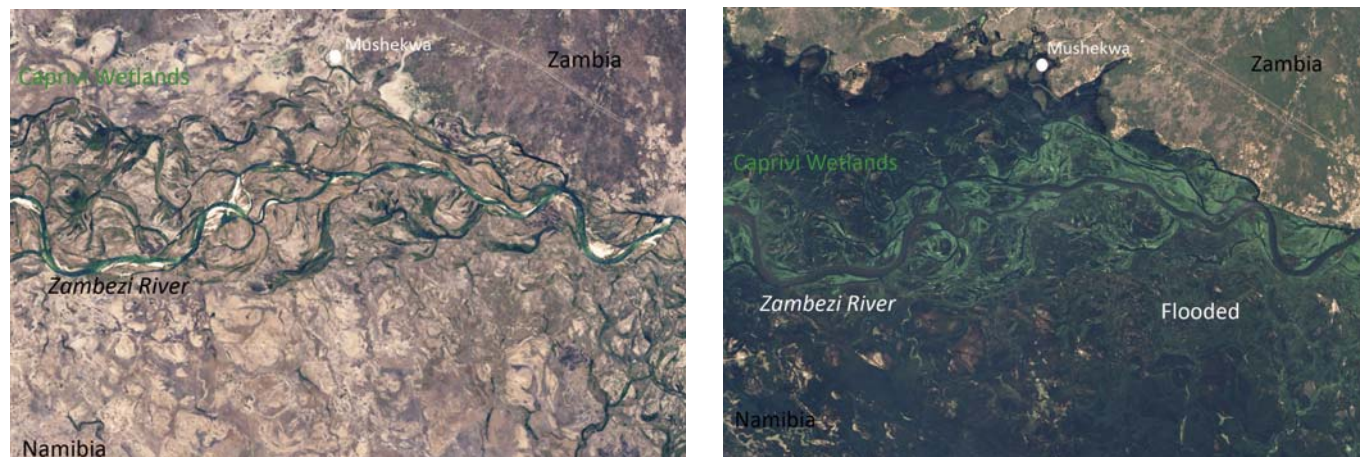 Mushekwa
Zambia
Caprivi Wetlands
Zambezi River
Namibia
Mushekwa
Zambia
Caprivi Wetlands
Zambezi River
Flooded
Namibia